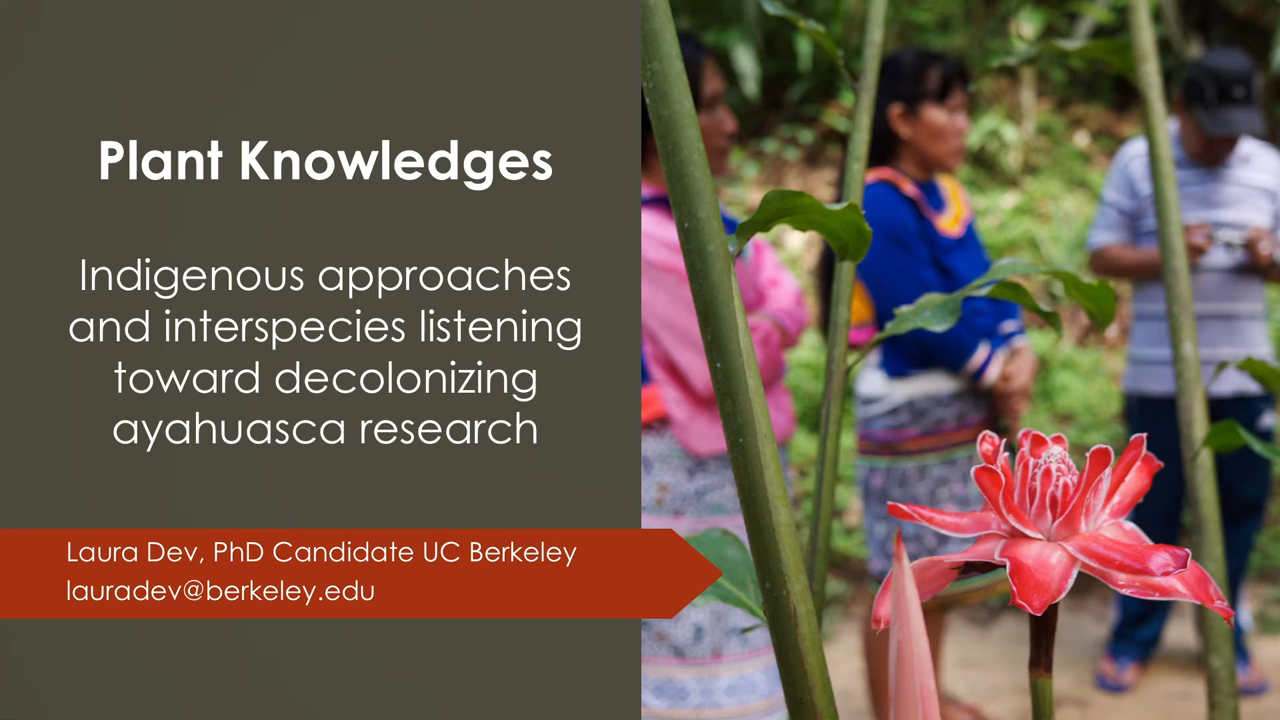 Plant Knowledges
Indigenous approaches
and interspecies listening
toward decolonizing
ayahuasca research
Laura Dev, PhD Candidate UC Berkeley
lauradev@berkeley.edu